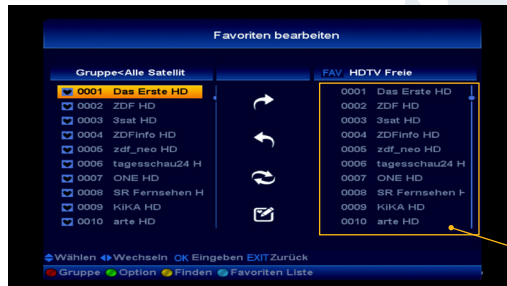 Favoriten bearbeiten
Gruppe<Alle Satellit
FAV HDTV Freie
0001 Das Erste HD
0002 ZDF HD
0003 3sat HD
0004 ZDFinfo HD
0005 zdf_neo HD
0006 tagesschau24 H
0007 ONE HD
0008 SR Fernsehen H
0009 KiKA HD
0010 arte HD
0001 Das Erste HD
0002 ZDF HD
0003 3sat HD
0004 ZDFinfo HD
0005 zdf_neo HD
0006 tagesschau24 H
0007 ONE HD
0008 SR Fernsehen H
0009 KiKA HD
0010 arte HD
Wählen Wechseln OK Eingeben EXIT Zurück
Gruppe Option Finden Favoriten Liste